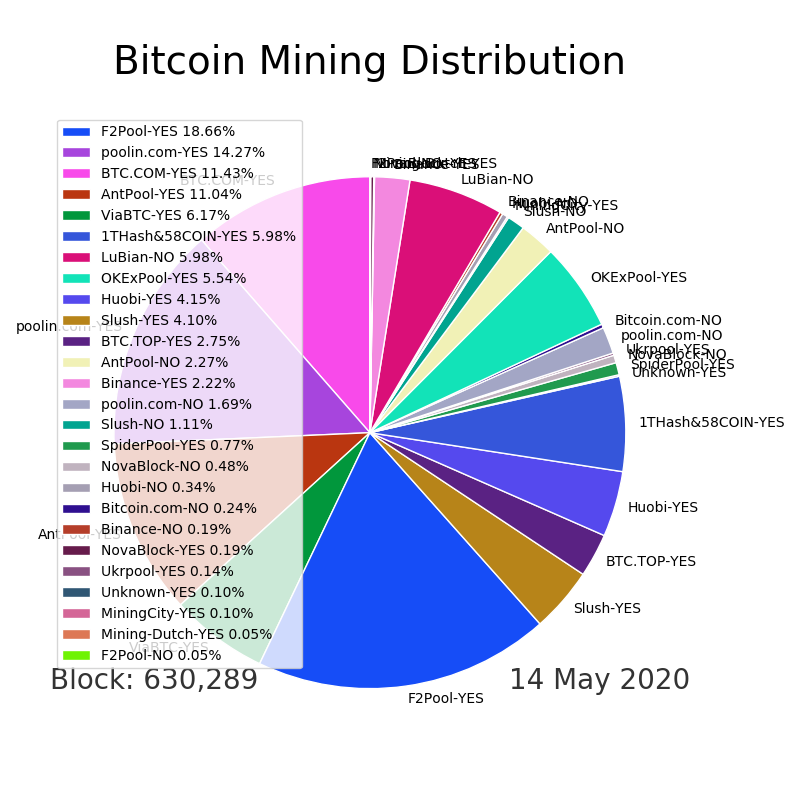 Bitcoin Mining Distribution
F2Pool-YES 18.66%
poolin.com-YES 14.27%
BTC.COM-YES 11.43%
AntPool-YES 11.04%
ViaBTC-YES 6.17%
1THash&58COIN-YES 5.98%
LuBian-NO 5.98%
OKExPool-YES 5.54%
Huobi-YES 4.15%
Slush-YES 4.10%
BTC.TOP-YES 2.75%
AntPool-NO 2.27%
Binance-YES 2.22%
poolin.com-NO 1.69%
Slush-NO 1.11%
SpiderPool-YES 0.77%
NovaBlock-NO 0.48%
Huobi-NO 0.34%
Bitcoin.com-NO 0.24%
Binance-NO 0.19%
NovaBlock-YES 0.19%
Ukrpool-YES 0.14%
Unknown-YES 0.10%
MiningCity-YES 0.10%
Mining-Dutch-YES 0.05%
F2Pool-NO 0.05%
BTC.COM-YES
poolin.com-YES
AntPool-YES
ViaBTC-YES
LuBian-NO
Binance-NO
MiningCity-YES
Slush-NO
AntPool-NO
OKExPool-YES
Bitcoin.com-NO
poolin.com-NO
Ukrpool-YES
NovaBlock-NO
SpiderPool-YES
Unknown-YES
1THash&58COIN-YES
Huobi-YES
BTC.TOP-YES
Slush-YES
F2Pool-YES
Block: 630,289
14 May 2020